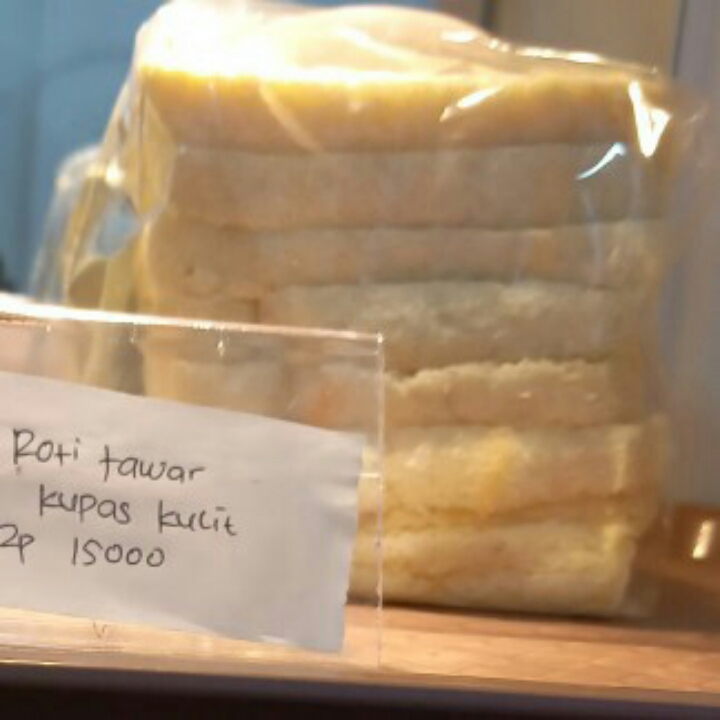 Roti tawar
kupas kulit
Rp 15000